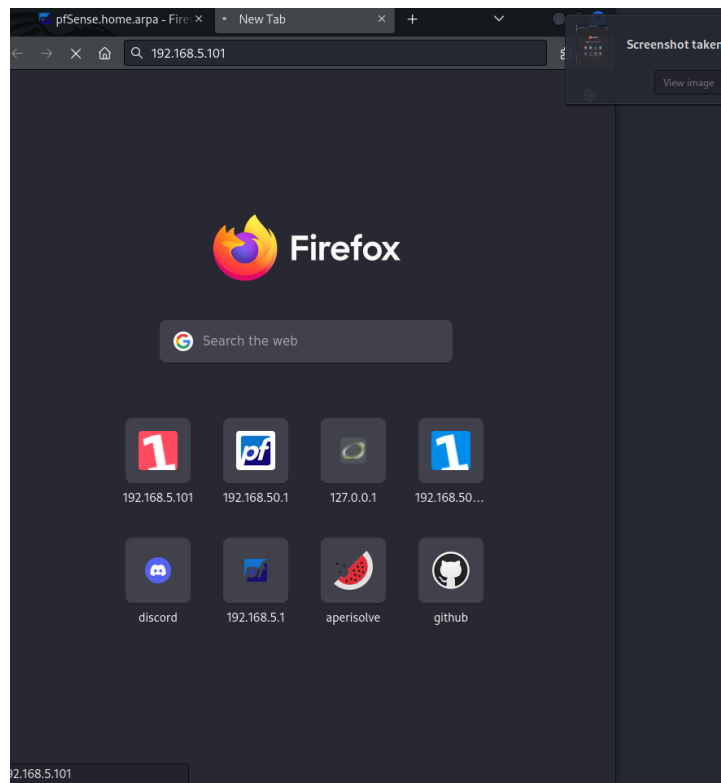 pfSense.home.arpa - Fire
New Tab
192.168.5.101
Screenshot taken
View image
Firefox
Search the web
192.168.5.101
192.168.50.1
127.0.0.1
192.168.50...
discord
192.168.5.1
aperisolve
github
92.168.5.101